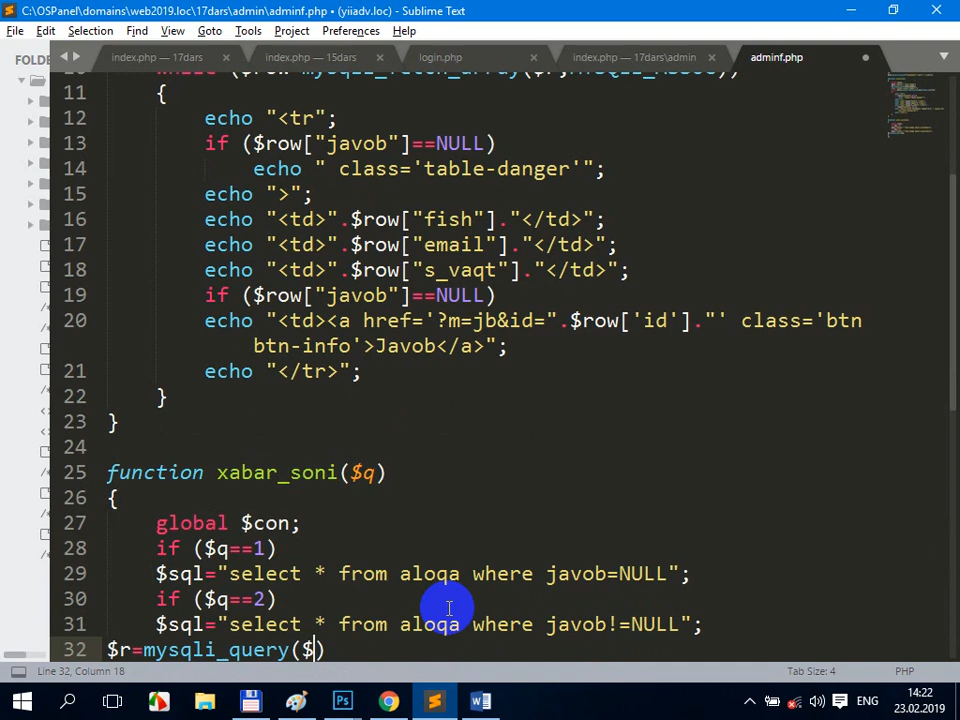 C:\OSPanel\domains\web2019.loc\17dars\admin\adminf.php • (yiiadv.loc) - Sublime Text
File Edit Selection Find View Goto Tools Project Preferences Help
FOLDE index.php — 17dars index.php — 15dars login.php index.php — 17dars\admin adminf.php
11 {
12 echo "<tr";
13 if ($row["javob"]==NULL)
14 echo " class='table-danger'";
15 echo ">";
16 echo "<td>".$row["fish"]."</td>";
17 echo "<td>".$row["email"]."</td>";
18 echo "<td>".$row["s_vaqt"]."</td>";
19 if ($row["javob"]==NULL)
20 echo "<td><a href='?m=jb&id=".$row['id']."' class='btn
btn-info'>Javob</a>";
21 echo "</tr>";
22 }
23 }
24
25 function xabar_soni($q)
26 {
27 global $con;
28 if ($q==1)
29 $sql="select * from aloqa where javob=NULL";
30 if ($q==2)
31 $sql="select * from aloqa where javob!=NULL";
32 $r=mysqli_query($)
Line 32, Column 18 Tab Size: 4 PHP
ENG 14:22 23.02.2019